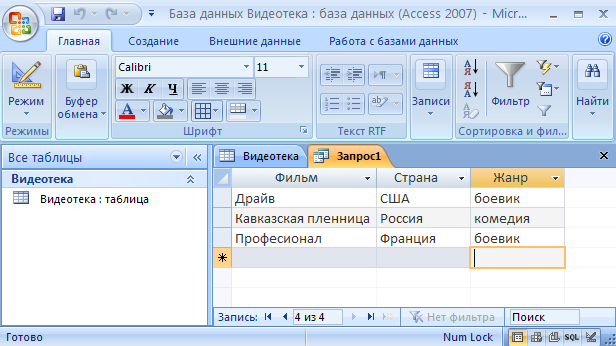 База данных Видеотека : база данных (Access 2007) - Micr...
Главная Создание Внешние данные Работа с базами данных
Режим
Режимы
Буфер обмена
Calibri 11
Ж К Ч
А
Шрифт
ab
Текст RTF
Записи
А Я
Я А
Фильтр
Сортировка и фил...
Найти
Все таблицы
Видеотека
Видеотека : таблица
Видеотека Запрос1
Фильм Страна Жанр
Драйв США боевик
Кавказская пленница Россия комедия
Професионал Франция боевик
*
Запись: 4 из 4 Нет фильтра Поиск
Готово Num Lock SQL